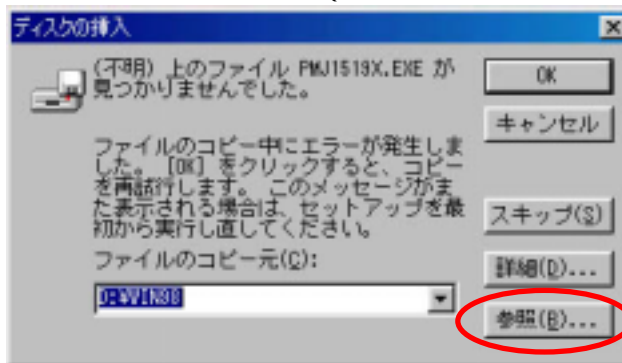 ディスクの挿入
(不明) 上のファイル PMJ1519X.EXE が
見つかりませんでした。
OK
キャンセル
ファイルのコピー中にエラーが発生しま
した。 [OK] をクリックすると、コピー
を再試行します。 このメッセージがま
た表示される場合は、セットアップを最
初から実行し直してください。
スキップ(S)
ファイルのコピー元(C):
詳細(D)...
D:¥WIN98
参照(B)...